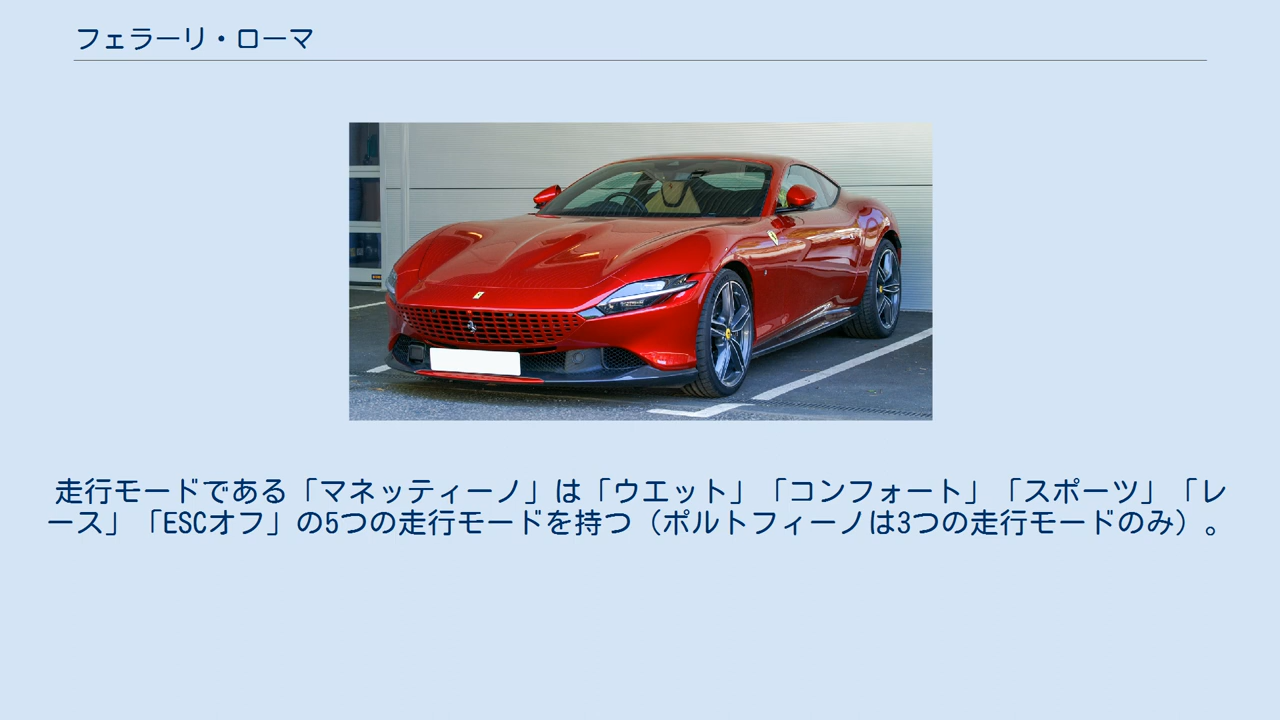 フェラーリ・ローマ
走行モードである「マネッティーノ」は「ウエット」「コンフォート」「スポーツ」「レ
ース」「ESCオフ」の5つの走行モードを持つ（ポルトフィーノは3つの走行モードのみ）。